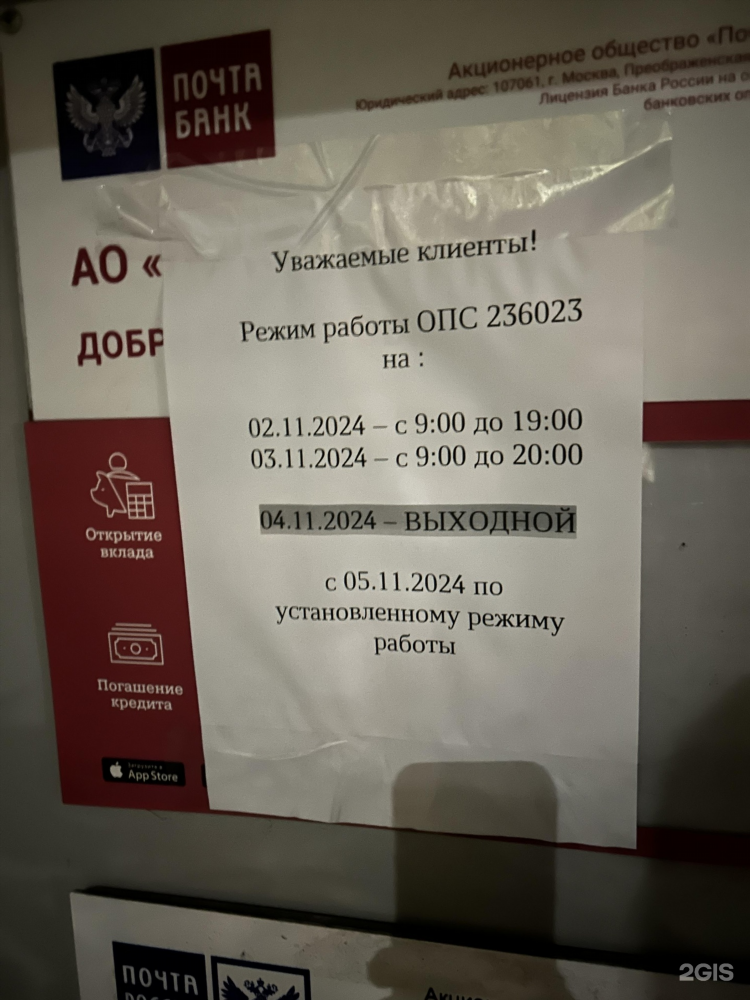 ПОЧТА
БАНК
Акционерное общество
Юридический адрес: 107061, г. Москва, Преображенская
Лицензия Банка России на
банковских
АО «
ДОБР
Уважаемые клиенты!
Режим работы ОПС 236023
на :
02.11.2024 – с 9:00 до 19:00
03.11.2024 – с 9:00 до 20:00
04.11.2024 – ВЫХОДНОЙ
с 05.11.2024 по
установленному режиму
работы
Открытие
вклада
Погашение
кредита
Загрузите в
App Store
ПОЧТА
2GIS